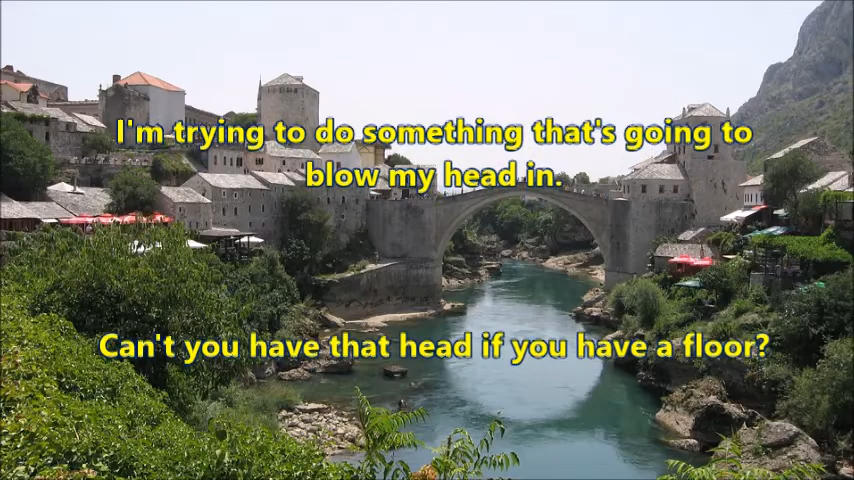 I'm trying to do something that's going to
blow my head in.
Can't you have that head if you have a floor?